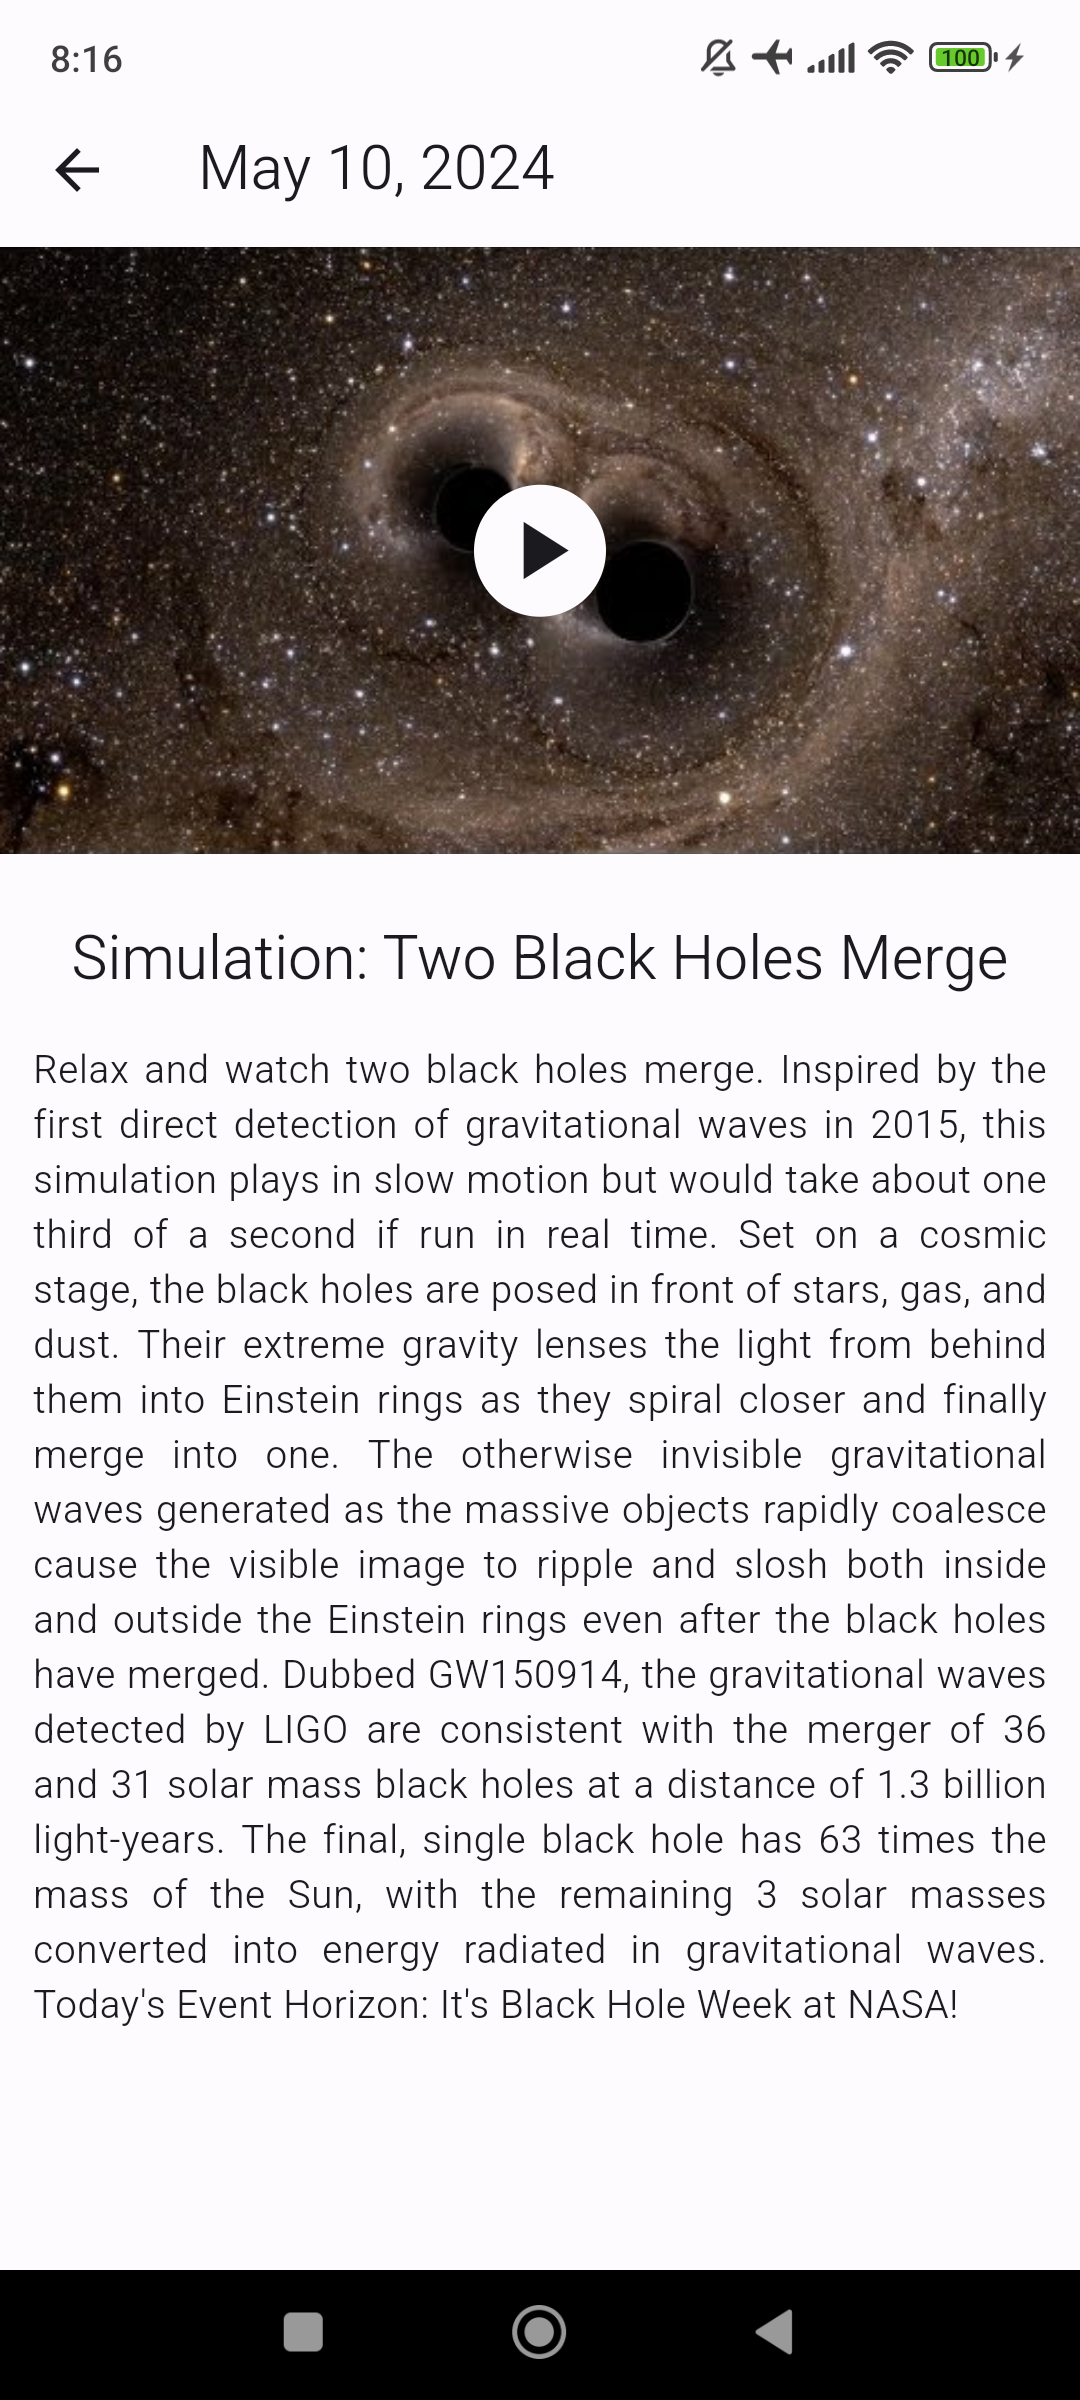 8:16
100
May 10, 2024
Simulation: Two Black Holes Merge
Relax and watch two black holes merge. Inspired by the
first direct detection of gravitational waves in 2015, this
simulation plays in slow motion but would take about one
third of a second if run in real time. Set on a cosmic
stage, the black holes are posed in front of stars, gas, and
dust. Their extreme gravity lenses the light from behind
them into Einstein rings as they spiral closer and finally
merge into one. The otherwise invisible gravitational
waves generated as the massive objects rapidly coalesce
cause the visible image to ripple and slosh both inside
and outside the Einstein rings even after the black holes
have merged. Dubbed GW150914, the gravitational waves
detected by LIGO are consistent with the merger of 36
and 31 solar mass black holes at a distance of 1.3 billion
light-years. The final, single black hole has 63 times the
mass of the Sun, with the remaining 3 solar masses
converted into energy radiated in gravitational waves.
Today's Event Horizon: It's Black Hole Week at NASA!